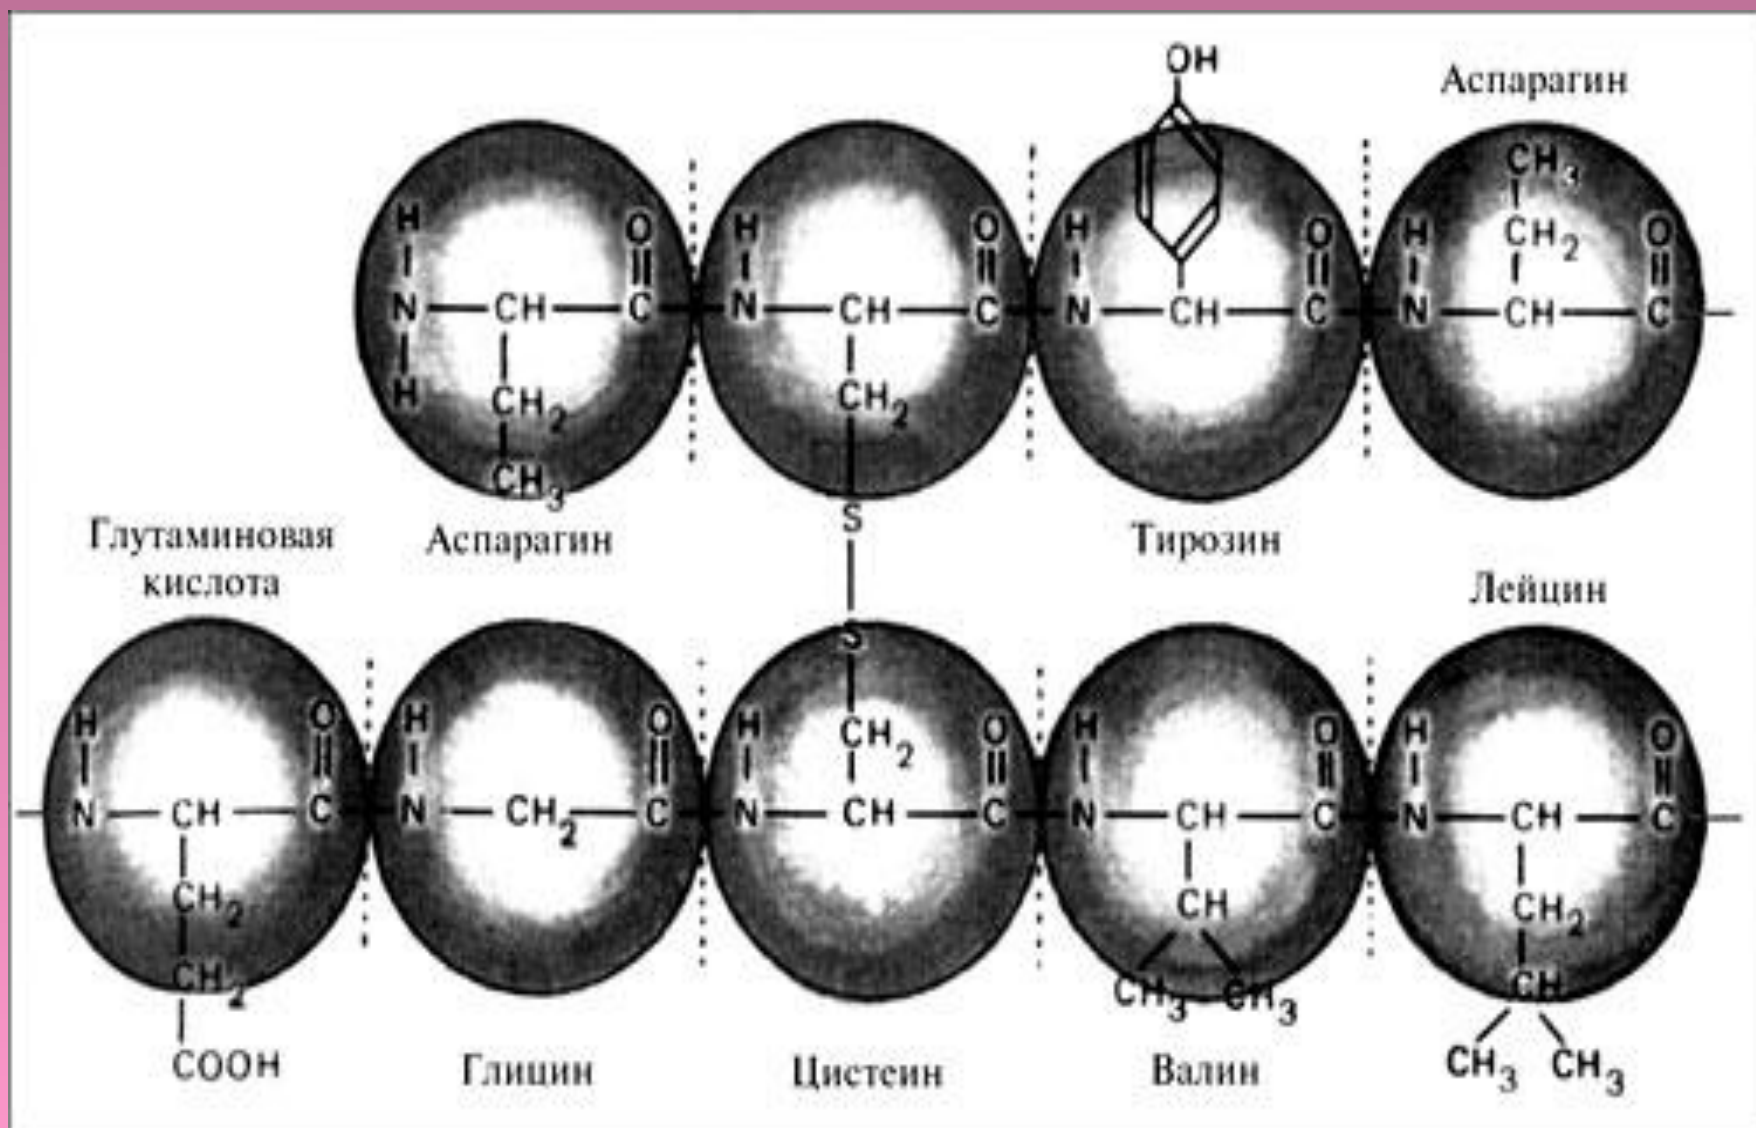 OH
Аспарагин
CH3
H O H O H O H CH2 O
N CH C N CH C N CH C N CH C
H CH2 CH2
CH3
S
Глутаминовая
кислота
Аспарагин
Тирозин
Лейцин
S
H O H O H CH2 O H O H O
N CH C N CH2 C N CH C N CH C N CH C
CH2 CH CH2
CH2 CH3 CH3 CH
COOH
CH3 CH3
Глицин
Цистеин
Валин